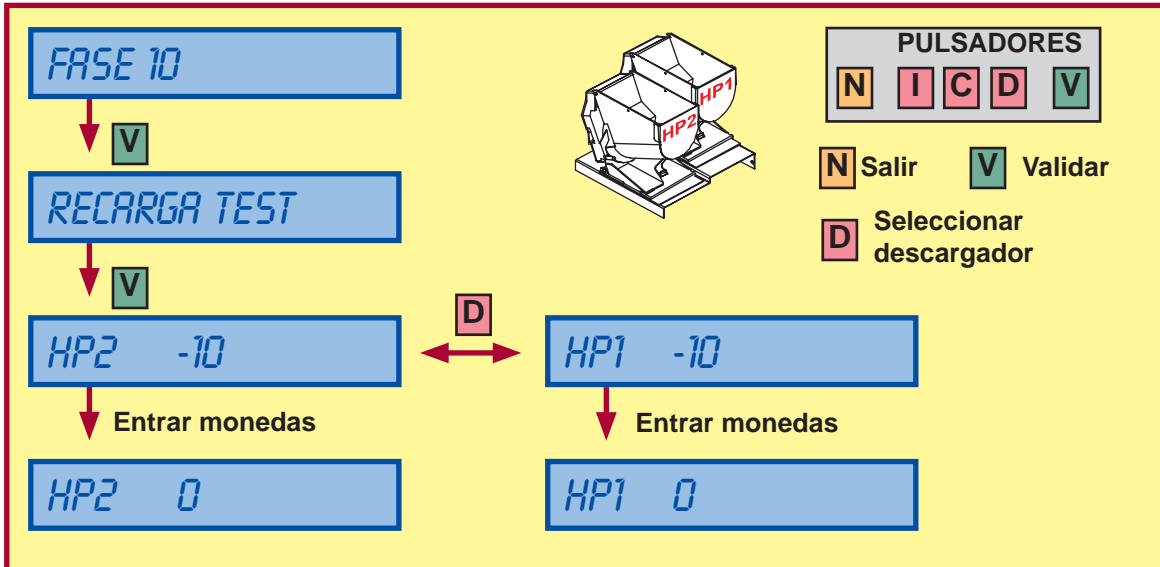 FASE 10
V
RECARGA TEST
V
HP2 -10
D
HP1 -10
Entrar monedas
Entrar monedas
HP2 0
HP1 0
HP1
HP2
PULSADORES
N I C D V
N Salir V Validar
D Seleccionar
descargador